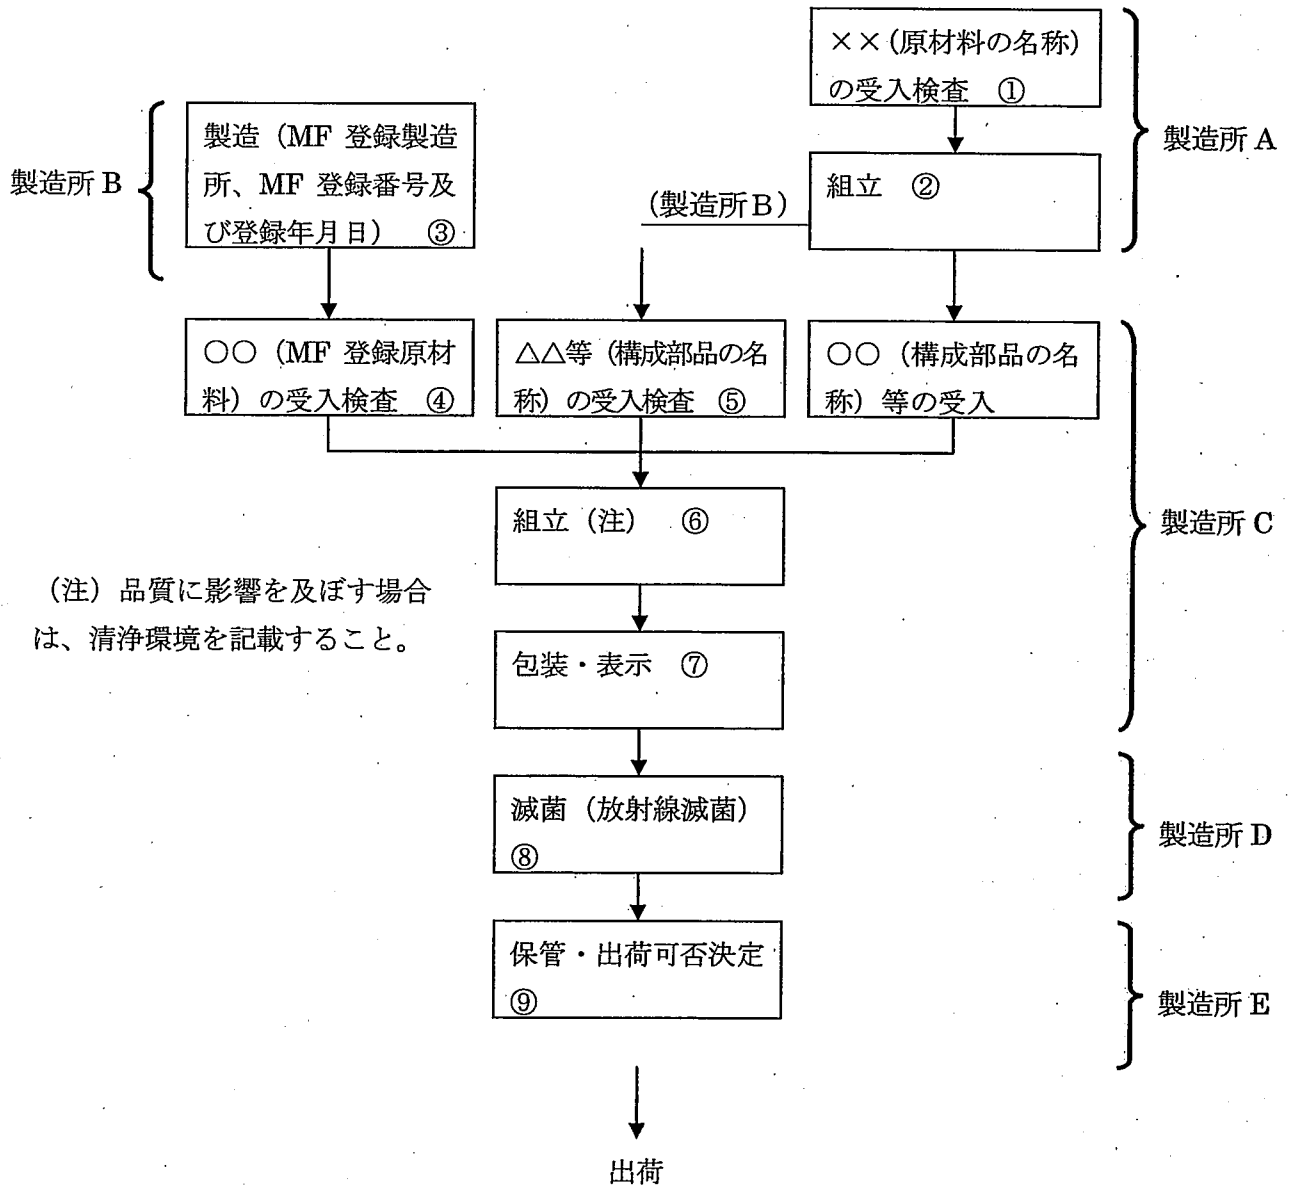 ××(原材料の名称)
の受入検査 ①
製造所 A
組立 ②
製造所 B
製造（MF 登録製造
所、MF 登録番号及
び登録年月日） ③
(製造所B)
○○（MF 登録原材
料）の受入検査 ④
△△等（構成部品の名
称）の受入検査 ⑤
○○（構成部品の名
称）等の受入
製造所 C
組立（注） ⑥
（注）品質に影響を及ぼす場合
は、清浄環境を記載すること。
包装・表示 ⑦
滅菌（放射線滅菌）
⑧
製造所 D
保管・出荷可否決定
⑨
製造所 E
出荷